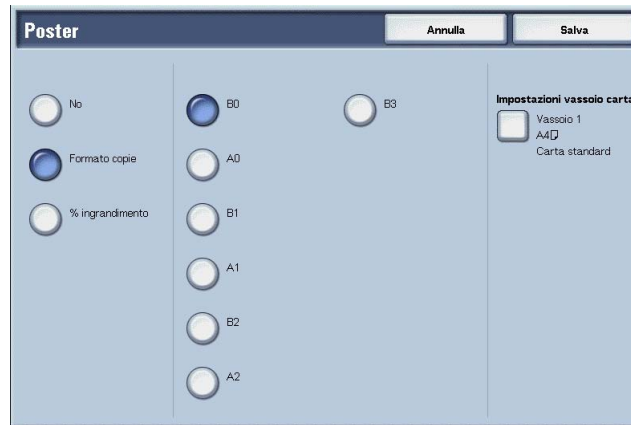 Poster
Annulla
Salva
No
Formato copie
% ingrandimento
B0
A0
B1
A1
B2
A2
B3
Impostazioni vassoio carta
Vassoio 1
A4
Carta standard